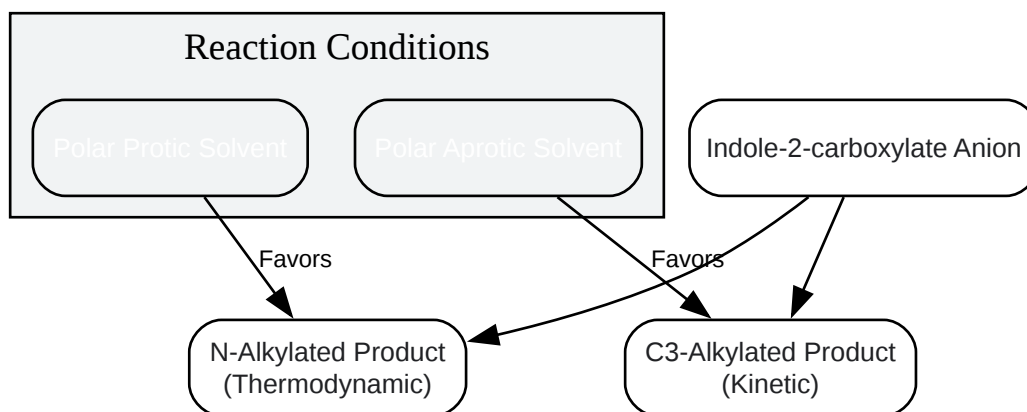 Reaction Conditions
Polar Protic Solvent
Polar Aprotic Solvent
Indole-2-carboxylate Anion
Favors
Favors
N-Alkylated Product
(Thermodynamic)
C3-Alkylated Product
(Kinetic)